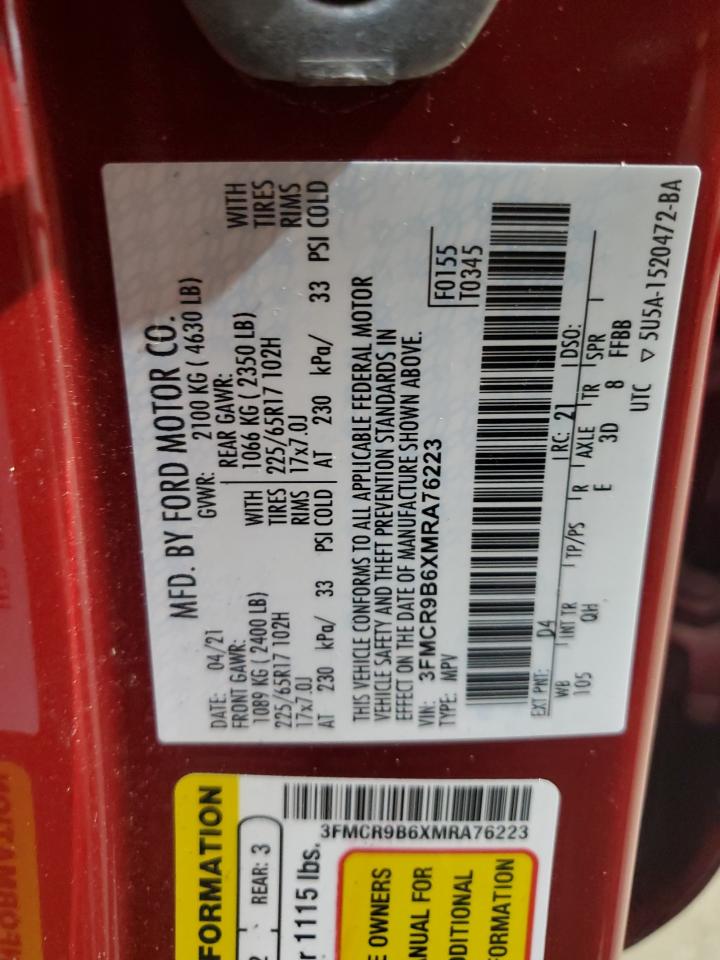 MFD. BY FORD MOTOR CO.
DATE: 04/21 GVWR: 2100 KG ( 4630 LB)
FRONT GAWR: REAR GAWR:
1089 KG ( 2400 LB) WITH 1066 KG ( 2350 LB) WITH
225/65R17 102H TIRES 225/65R17 102H TIRES
17x7.0J RIMS 17x7.0J RIMS
AT 230 kPa/ 33 PSI COLD AT 230 kPa/ 33 PSI COLD
THIS VEHICLE CONFORMS TO ALL APPLICABLE FEDERAL MOTOR
VEHICLE SAFETY AND THEFT PREVENTION STANDARDS IN
EFFECT ON THE DATE OF MANUFACTURE SHOWN ABOVE.
VIN: 3FMCR9B6XMRA76223 F0155
TYPE: MPV T0345
EXT PNT: D4 RC: 21 DSO:
WB INT TR TP/PS R AXLE TR SPR
105 QH E 3D 8 FFBB
UTC ▽ 5U5A-1520472-BA
FORMATION
2 REAR: 3
3FMCR9B6XMRA76223
r 1115 lbs.
E OWNERS
ANUAL FOR
DDITIONAL
FORMATION